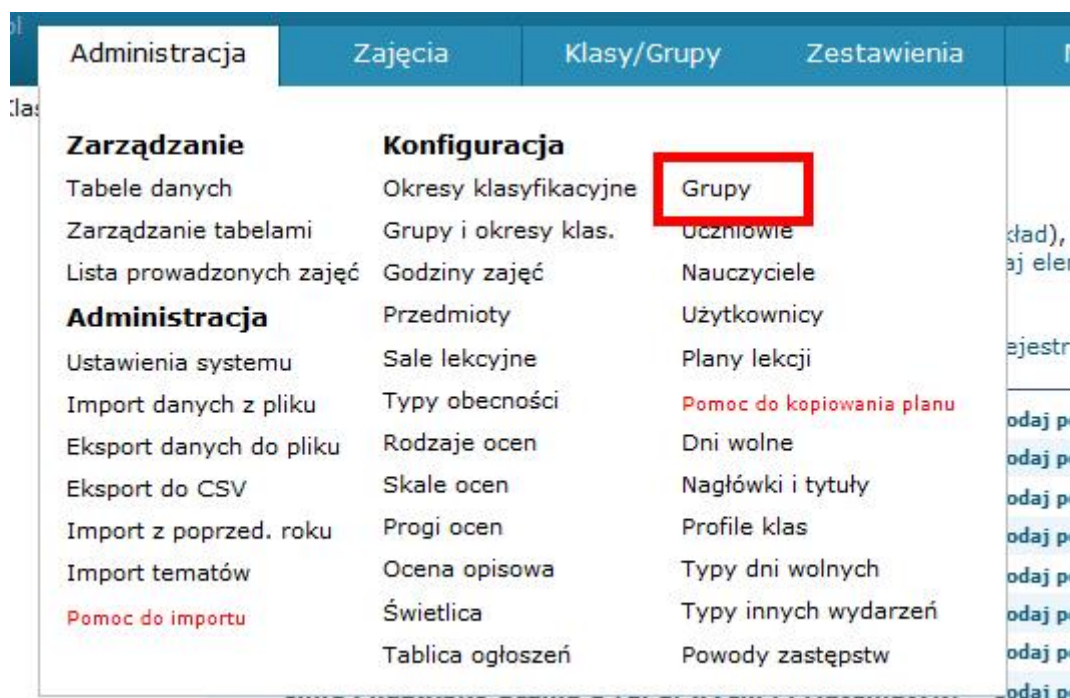 Administracja
Zajęcia
Klasy/Grupy
Zestawienia
Zarządzanie
Tabele danych
Zarządzanie tabelami
Lista prowadzonych zajęć
Administracja
Ustawienia systemu
Import danych z pliku
Eksport danych do pliku
Eksport do CSV
Import z poprzed. roku
Import tematów
Pomoc do importu
Konfiguracja
Okresy klasyfikacyjne
Grupy i okresy klas.
Godziny zajęć
Przedmioty
Sale lekcyjne
Typy obecności
Rodzaje ocen
Skale ocen
Progi ocen
Ocena opisowa
Świetlica
Tablica ogłoszeń
Grupy
Uczniowie
Nauczyciele
Użytkownicy
Plany lekcji
Pomoc do kopiowania planu
Dni wolne
Nagłówki i tytuły
Profile klas
Typy dni wolnych
Typy innych wydarzeń
Powody zastępstw